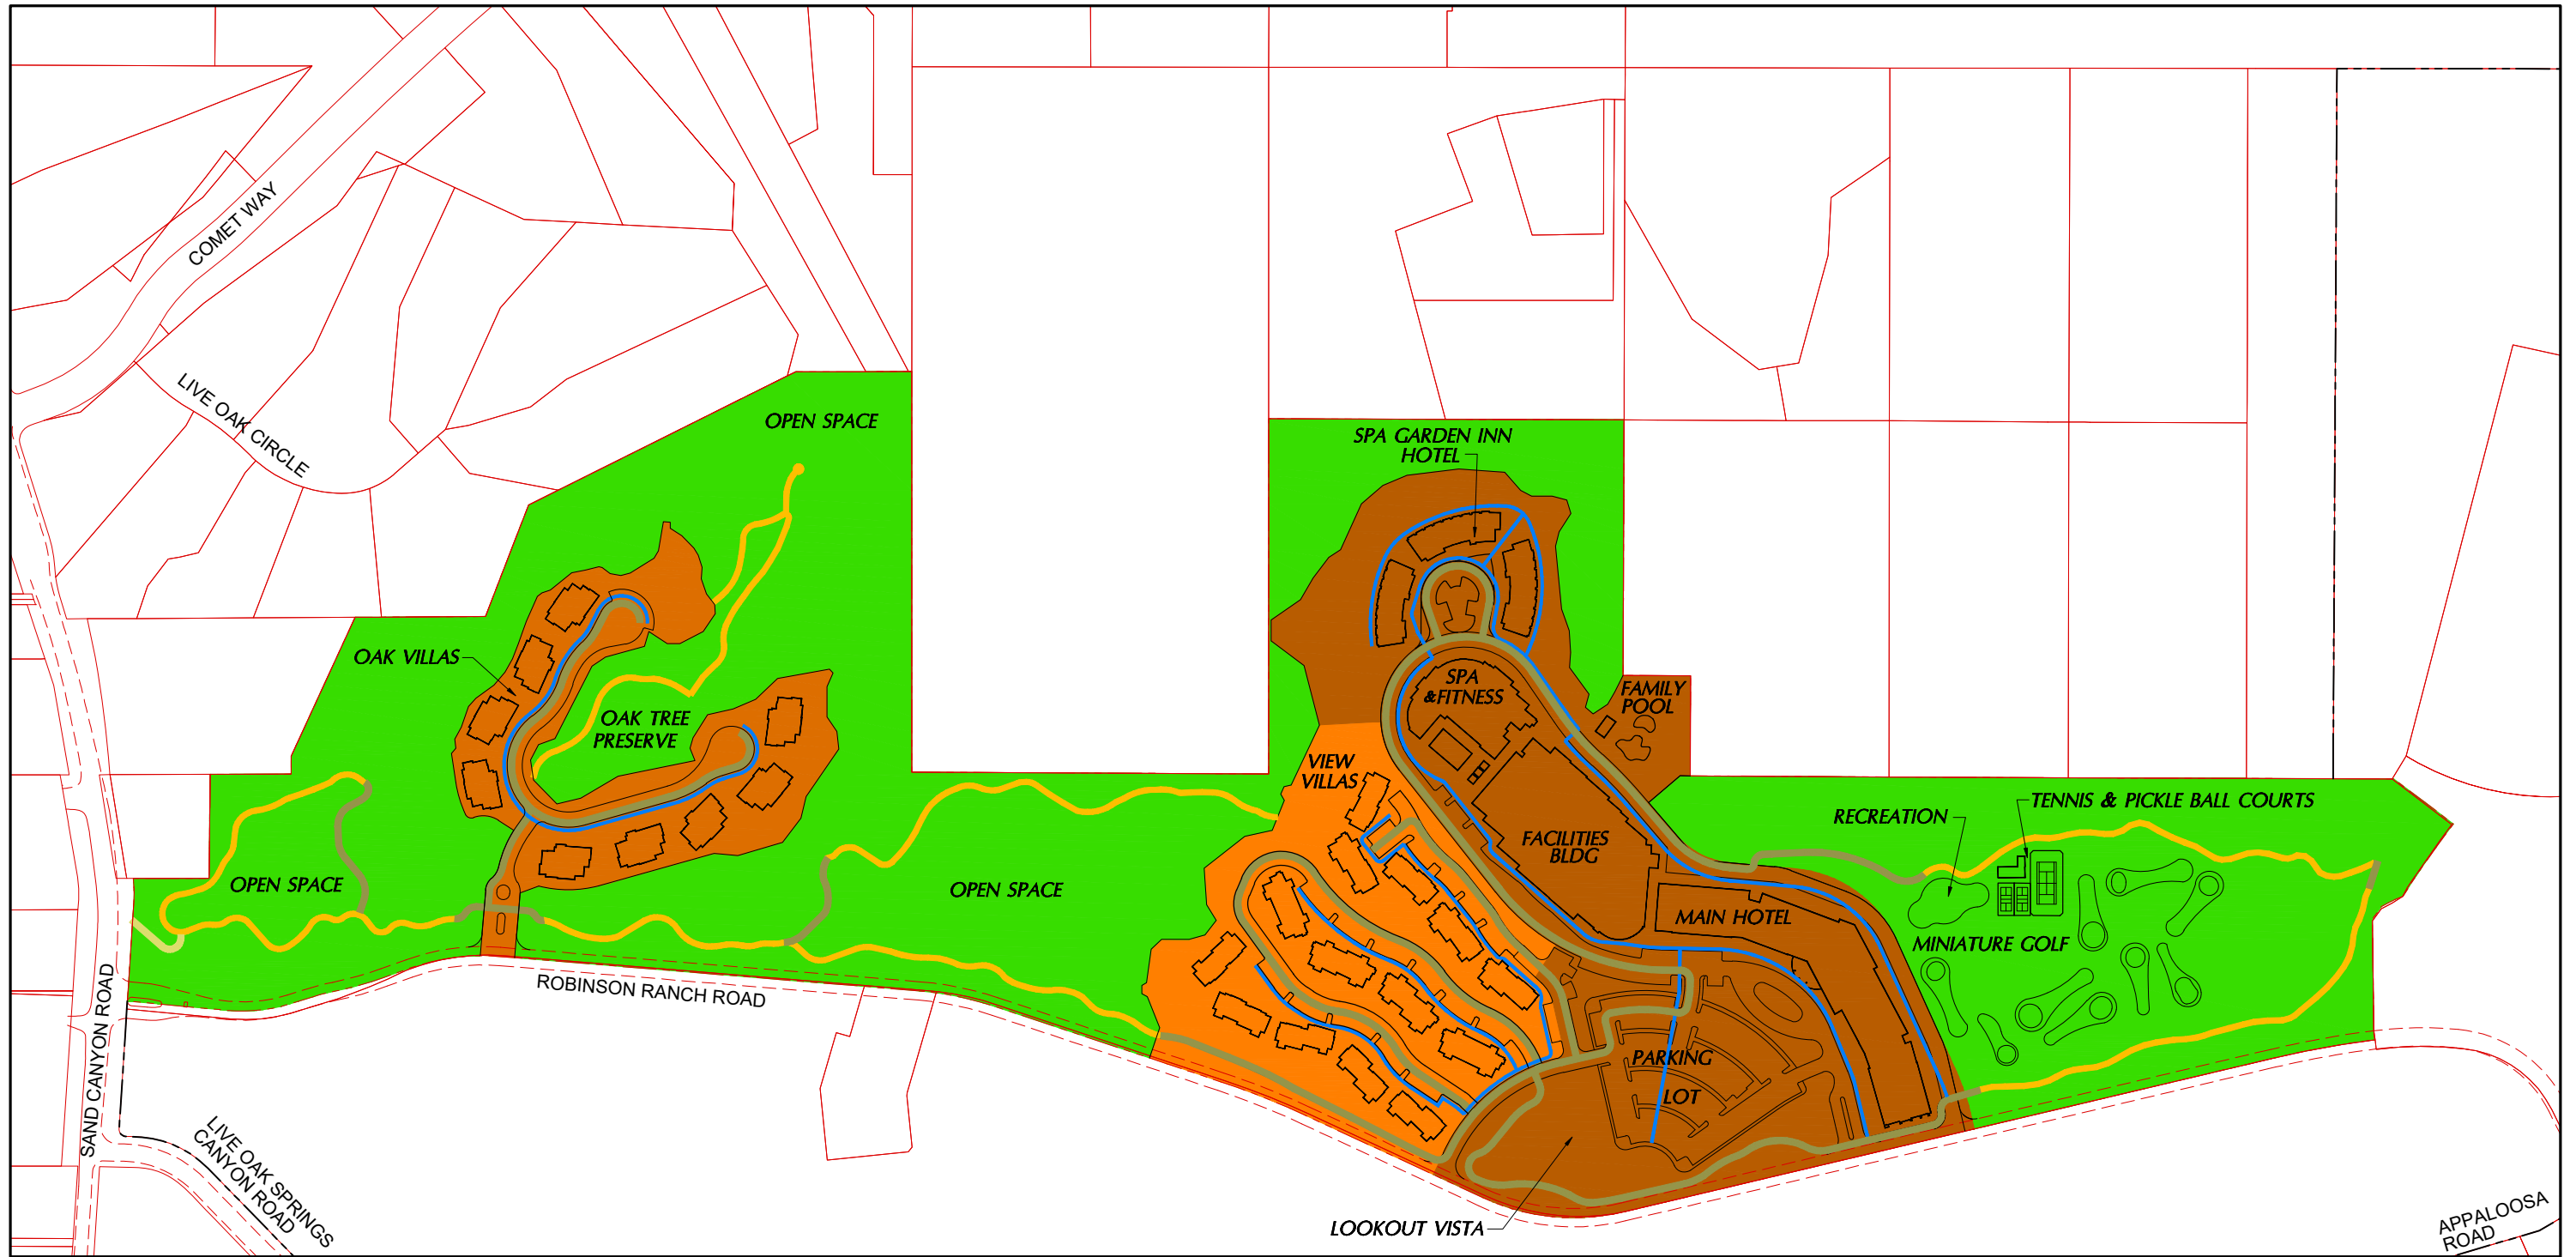 COMET WAY
LIVE OAK CIRCLE
OPEN SPACE
SPA GARDEN INN
HOTEL
OAK VILLAS
OAK TREE
PRESERVE
SPA
&FITNESS
FAMILY
POOL
VIEW
VILLAS
FACILITIES
BLDG
RECREATION
TENNIS & PICKLE BALL COURTS
OPEN SPACE
OPEN SPACE
MAIN HOTEL
MINIATURE GOLF
ROBINSON RANCH ROAD
SAND CANYON ROAD
PARKING
LOT
LIVE OAK SPRINGS
CANYON ROAD
LOOKOUT VISTA
APPALOOSA
ROAD